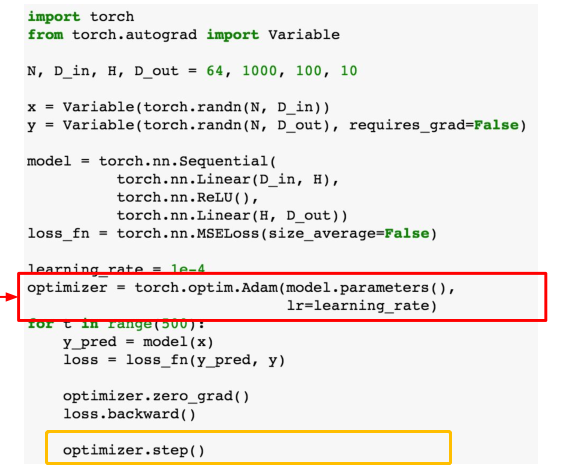 import torch
from torch.autograd import Variable
N, D_in, H, D_out = 64, 1000, 100, 10
x = Variable(torch.randn(N, D_in))
y = Variable(torch.randn(N, D_out), requires_grad=False)
model = torch.nn.Sequential(
torch.nn.Linear(D_in, H),
torch.nn.ReLU(),
torch.nn.Linear(H, D_out))
loss_fn = torch.nn.MSELoss(size_average=False)
learning_rate = 1e-4
optimizer = torch.optim.Adam(model.parameters(),
lr=learning_rate)
for t in range(500):
y_pred = model(x)
loss = loss_fn(y_pred, y)
optimizer.zero_grad()
loss.backward()
optimizer.step()